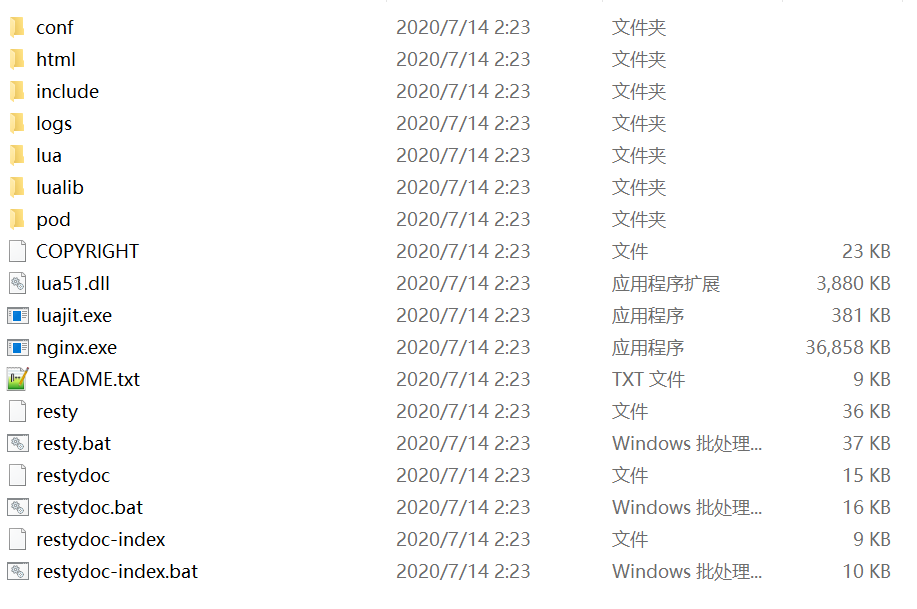 conf 2020/7/14 2:23 文件夹
html 2020/7/14 2:23 文件夹
include 2020/7/14 2:23 文件夹
logs 2020/7/14 2:23 文件夹
lua 2020/7/14 2:23 文件夹
lualib 2020/7/14 2:23 文件夹
pod 2020/7/14 2:23 文件夹
COPYRIGHT 2020/7/14 2:23 文件 23 KB
lua51.dll 2020/7/14 2:23 应用程序扩展 3,880 KB
luajit.exe 2020/7/14 2:23 应用程序 381 KB
nginx.exe 2020/7/14 2:23 应用程序 36,858 KB
README.txt 2020/7/14 2:23 TXT 文件 9 KB
resty 2020/7/14 2:23 文件 36 KB
resty.bat 2020/7/14 2:23 Windows 批处理... 37 KB
restydoc 2020/7/14 2:23 文件 15 KB
restydoc.bat 2020/7/14 2:23 Windows 批处理... 16 KB
restydoc-index 2020/7/14 2:23 文件 9 KB
restydoc-index.bat 2020/7/14 2:23 Windows 批处理... 10 KB